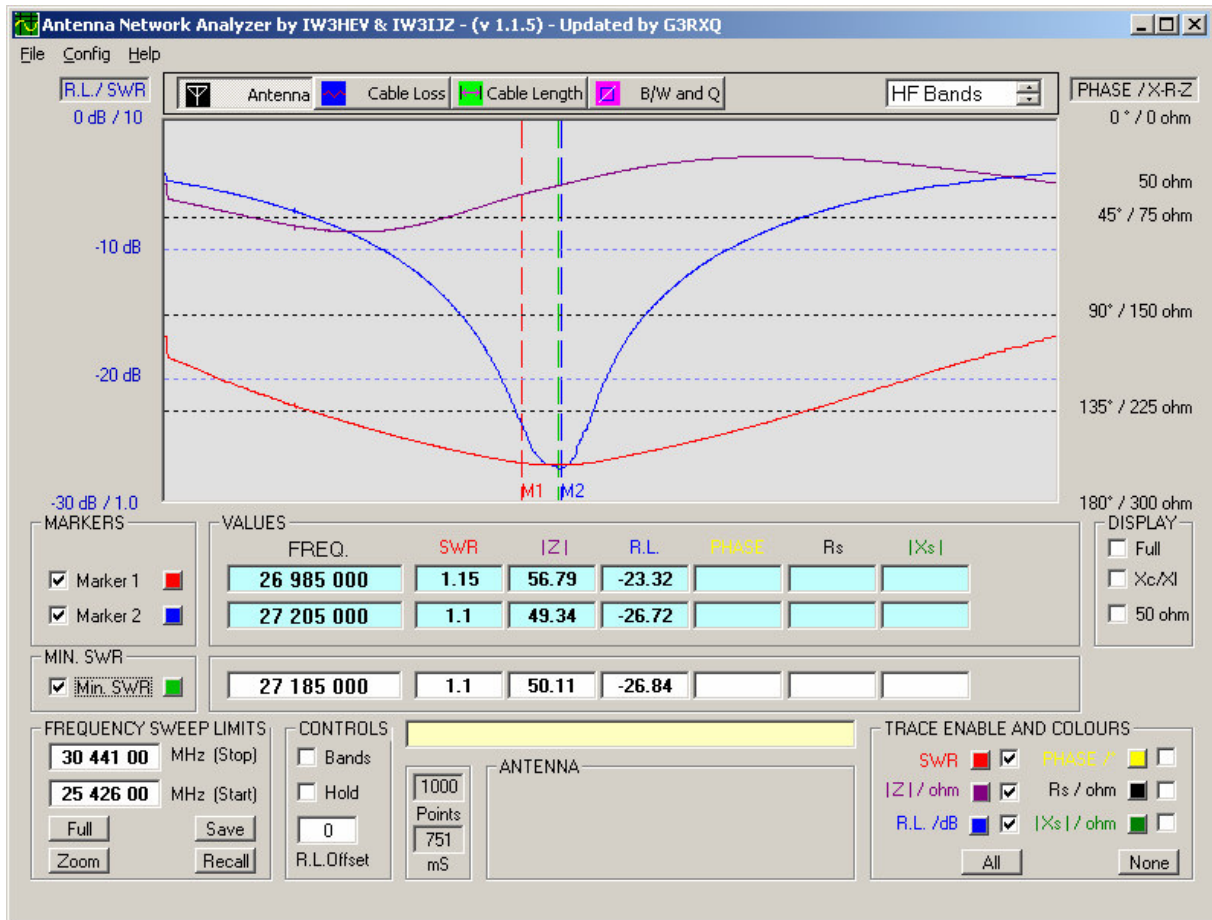 Antenna Network Analyzer by IW3HEV & IW3IJZ - (v 1.1.5) - Updated by G3RXQ
File Config Help
R.L./ SWR Antenna Cable Loss Cable Length B/W and Q HF Bands PHASE / X-R-Z
0 dB / 10 0 ° / 0 ohm
50 ohm
45° / 75 ohm
-10 dB
90° / 150 ohm
-20 dB
135° / 225 ohm
M1 M2
-30 dB / 1.0 180° / 300 ohm
MARKERS VALUES DISPLAY
FREQ. SWR |Z| R.L. PHASE Rs |Xs| Full
Marker 1 26 985 000 1.15 56.79 -23.32 Xc/Xl
Marker 2 27 205 000 1.1 49.34 -26.72 50 ohm
MIN. SWR
Min. SWR 27 185 000 1.1 50.11 -26.84
FREQUENCY SWEEP LIMITS CONTROLS TRACE ENABLE AND COLOURS
30 441 00 MHz (Stop) Bands ANTENNA SWR PHASE /°
25 426 00 MHz (Start) Hold 1000 |Z| / ohm Rs / ohm
Full Save 0 Points R.L. /dB |Xs| / ohm
Zoom Recall R.L.Offset 751 All None
mS